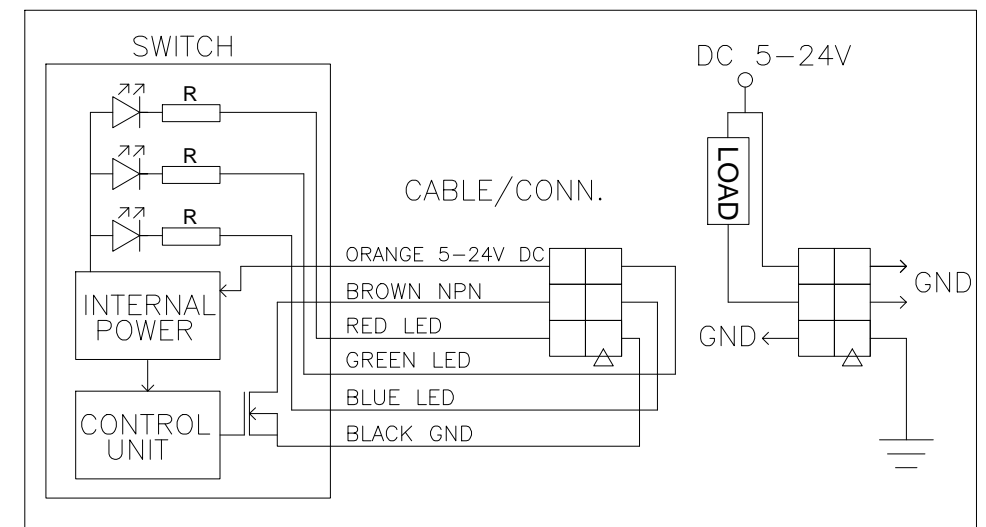 SWITCH
R
R
R
INTERNAL
POWER
CONTROL
UNIT
CABLE/CONN.
ORANGE 5-24V DC
BROWN NPN
RED LED
GREEN LED
BLUE LED
BLACK GND
DC 5-24V
LOAD
GND
GND